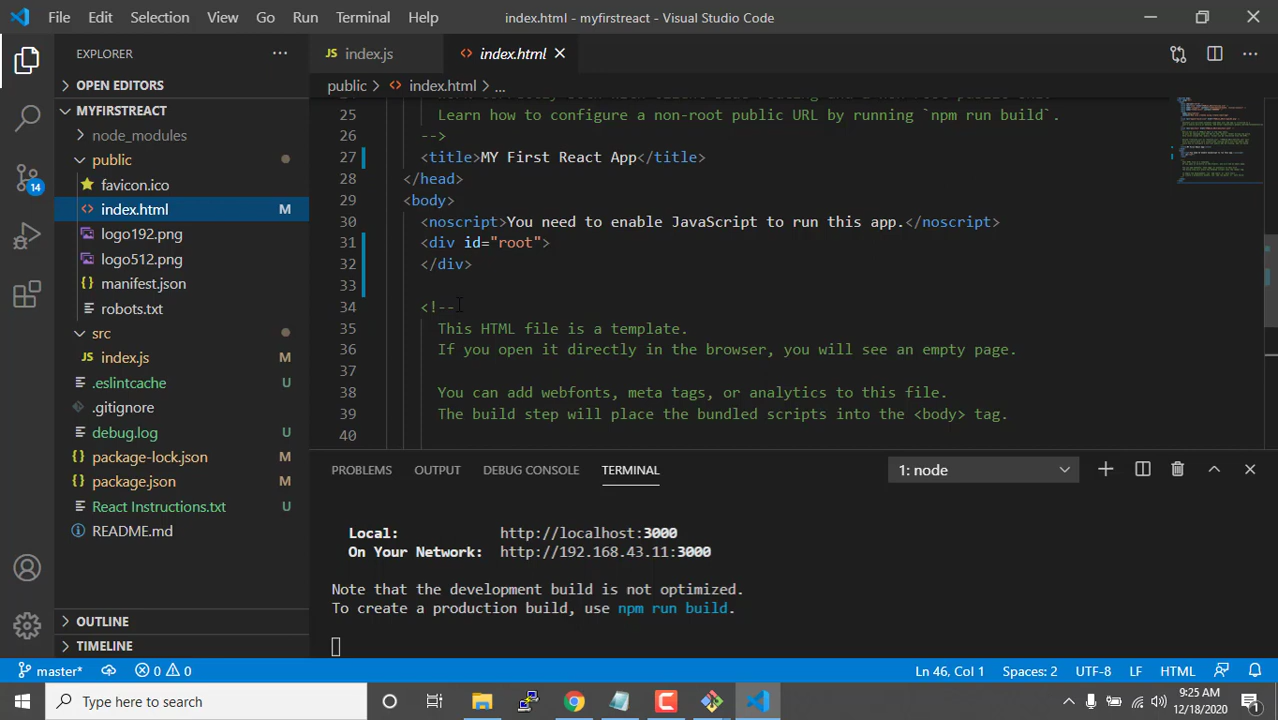 File Edit Selection View Go Run Terminal Help
index.html - myfirstreact - Visual Studio Code
EXPLORER
OPEN EDITORS
MYFIRSTREACT
node_modules
public
favicon.ico
index.html M
logo192.png
logo512.png
manifest.json
robots.txt
src
JS index.js
.eslintcache U
.gitignore
debug.log U
package-lock.json M
package.json M
React Instructions.txt U
README.md
OUTLINE
TIMELINE
14
JS index.js
index.html
public > index.html > ...
25 Learn how to configure a non-root public URL by running `npm run build`.
26 -->
27 <title>MY First React App</title>
28 </head>
29 <body>
30 <noscript>You need to enable JavaScript to run this app.</noscript>
31 <div id="root">
32 </div>
33
34 <!--
35 This HTML file is a template.
36 If you open it directly in the browser, you will see an empty page.
37
38 You can add webfonts, meta tags, or analytics to this file.
39 The build step will place the bundled scripts into the <body> tag.
40
PROBLEMS OUTPUT DEBUG CONSOLE TERMINAL
1: node
Local: http://localhost:3000
On Your Network: http://192.168.43.11:3000
Note that the development build is not optimized.
To create a production build, use npm run build.
master* 0 0
Ln 46, Col 1 Spaces: 2 UTF-8 LF HTML
Type here to search
9:25 AM
12/18/2020
1